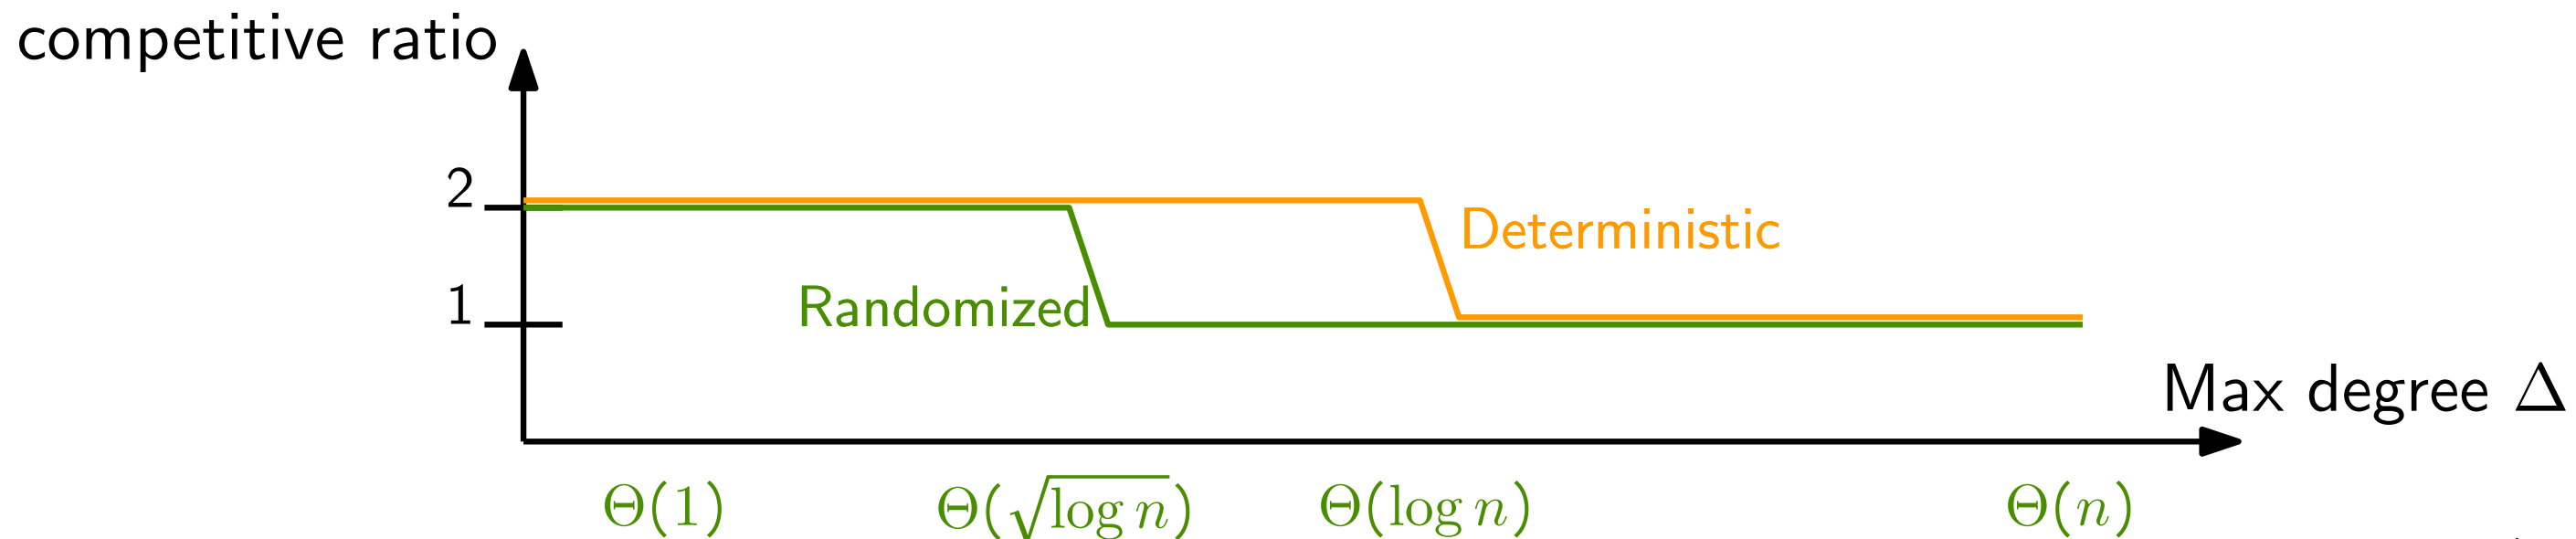 competitive ratio
2
Deterministic
1
Randomized
Max degree Δ
Θ(1)
Θ(√log n)
Θ(log n)
Θ(n)